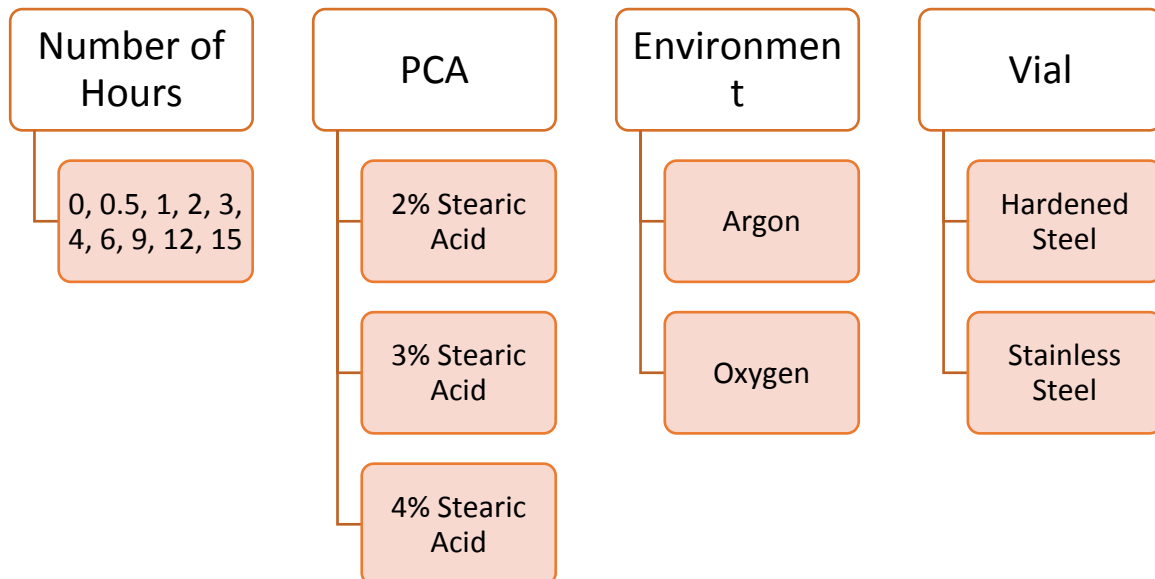 Number of
Hours
0, 0.5, 1, 2, 3,
4, 6, 9, 12, 15
PCA
2% Stearic
Acid
3% Stearic
Acid
4% Stearic
Acid
Environmen
t
Argon
Oxygen
Vial
Hardened
Steel
Stainless
Steel